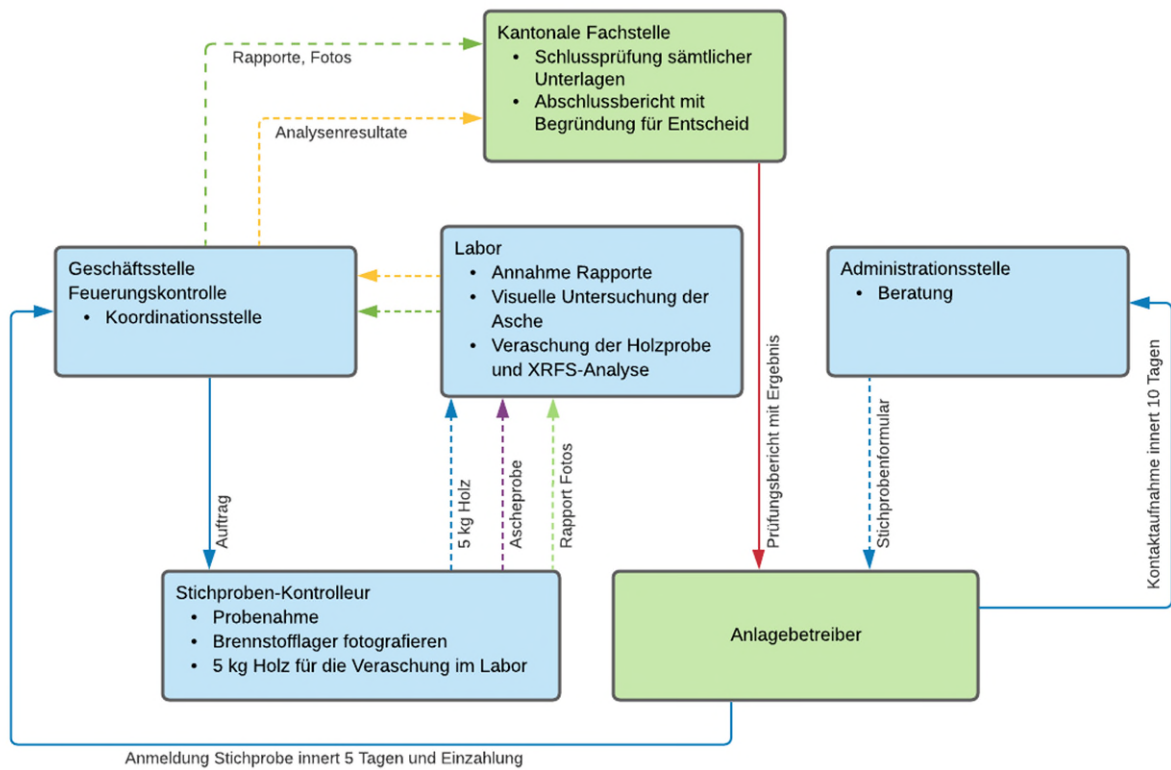 Kantonale Fachstelle
• Schlussprüfung sämtlicher
Unterlagen
• Abschlussbericht mit
Begründung für Entscheid
Rapporte, Fotos
Analysenresultate
Geschäftsstelle
Feuerungskontrolle
• Koordinationsstelle
Labor
• Annahme Rapporte
• Visuelle Untersuchung der
Asche
• Veraschung der Holzprobe
und XRFS-Analyse
Administrationsstelle
• Beratung
Auftrag
5 kg Holz
Ascheprobe
Rapport Fotos
Prüfungsbericht mit Ergebnis
Stichprobenformular
Kontaktaufnahme innert 10 Tagen
Stichproben-Kontrolleur
• Probenahme
• Brennstofflager fotografieren
• 5 kg Holz für die Veraschung im Labor
Anlagebetreiber
Anmeldung Stichprobe innert 5 Tagen und Einzahlung